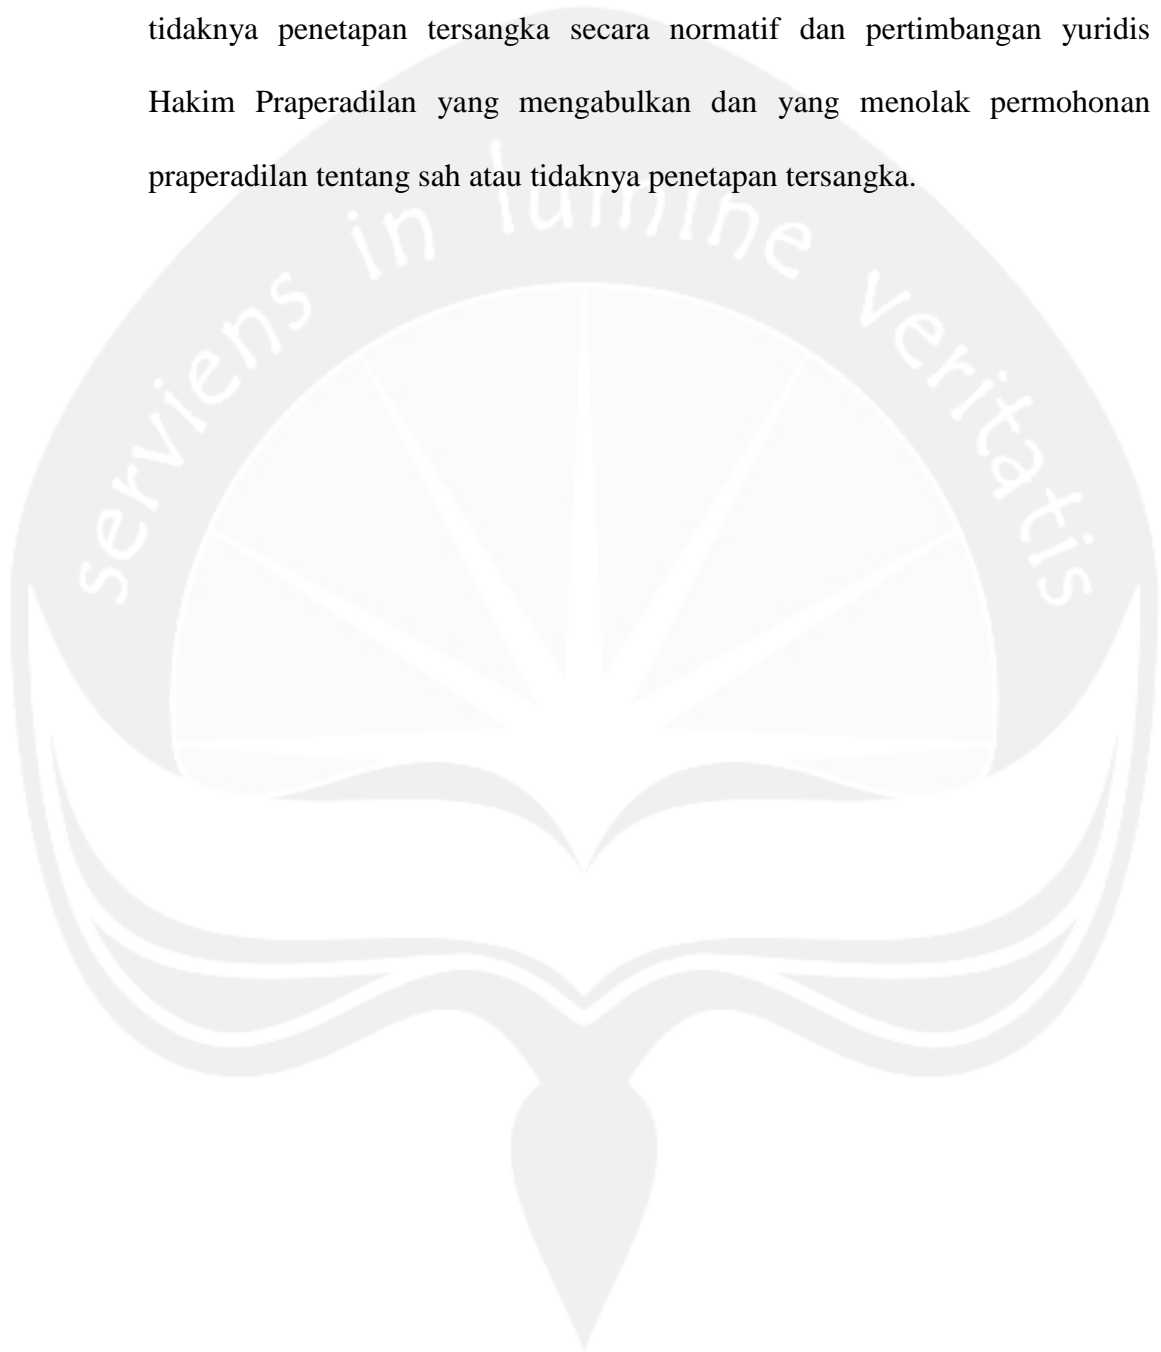 tidaknya penetapan tersangka secara normatif dan pertimbangan yuridis
Hakim Praperadilan yang mengabulkan dan yang menolak permohonan
praperadilan tentang sah atau tidaknya penetapan tersangka.
serviens in lumine veritatis